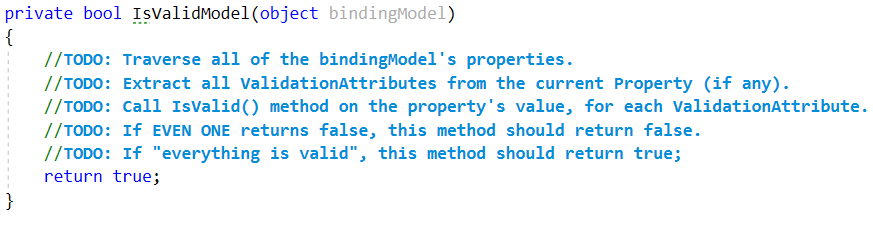 private bool IsValidModel(object bindingModel)
{
    //TODO: Traverse all of the bindingModel's properties.
    //TODO: Extract all ValidationAttributes from the current Property (if any).
    //TODO: Call IsValid() method on the property's value, for each ValidationAttribute.
    //TODO: If EVEN ONE returns false, this method should return false.
    //TODO: If "everything is valid", this method should return true;
    return true;
}